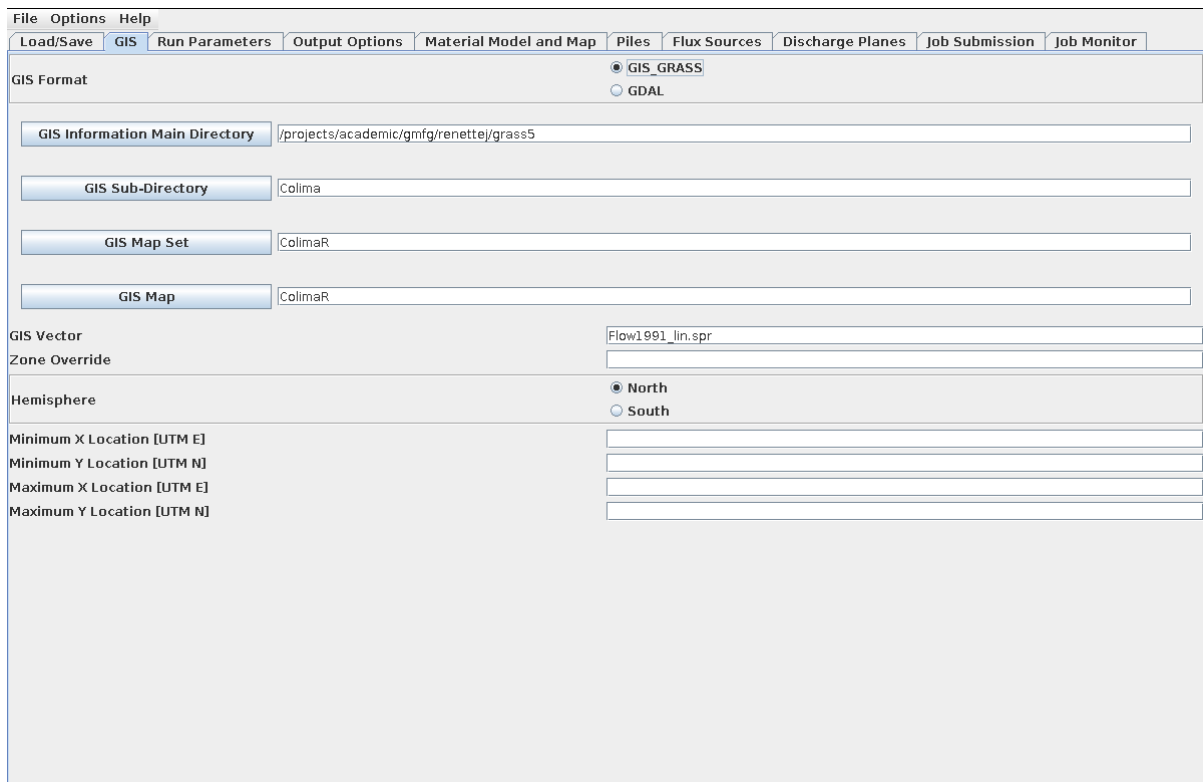 File Options Help
Load/Save GIS Run Parameters Output Options Material Model and Map Piles Flux Sources Discharge Planes Job Submission Job Monitor
GIS Format
GIS_GRASS
GDAL
GIS Information Main Directory /projects/academic/gmfg/renettej/grass5
GIS Sub-Directory Colima
GIS Map Set ColimaR
GIS Map ColimaR
GIS Vector Flow1991_lin.spr
Zone Override
Hemisphere
North
South
Minimum X Location [UTM E]
Minimum Y Location [UTM N]
Maximum X Location [UTM E]
Maximum Y Location [UTM N]